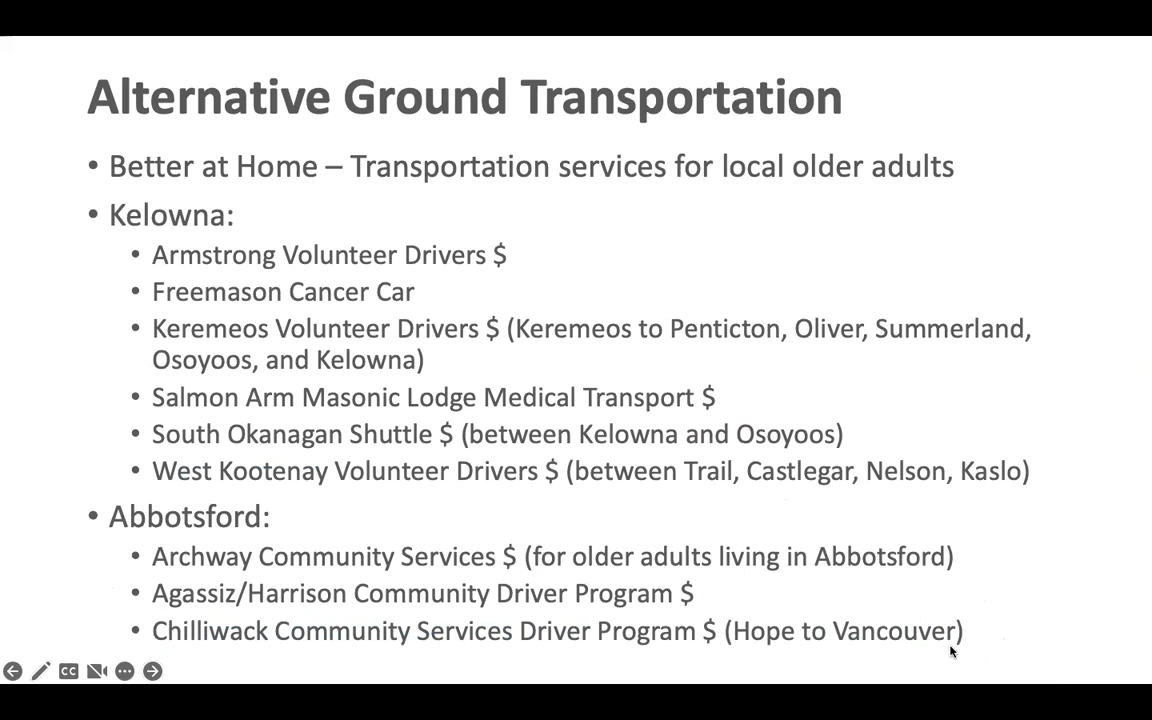 Alternative Ground Transportation
• Better at Home – Transportation services for local older adults
• Kelowna:
• Armstrong Volunteer Drivers $
• Freemason Cancer Car
• Keremeos Volunteer Drivers $ (Keremeos to Penticton, Oliver, Summerland,
Osoyoos, and Kelowna)
• Salmon Arm Masonic Lodge Medical Transport $
• South Okanagan Shuttle $ (between Kelowna and Osoyoos)
• West Kootenay Volunteer Drivers $ (between Trail, Castlegar, Nelson, Kaslo)
• Abbotsford:
• Archway Community Services $ (for older adults living in Abbotsford)
• Agassiz/Harrison Community Driver Program $
• Chilliwack Community Services Driver Program $ (Hope to Vancouver)
CC